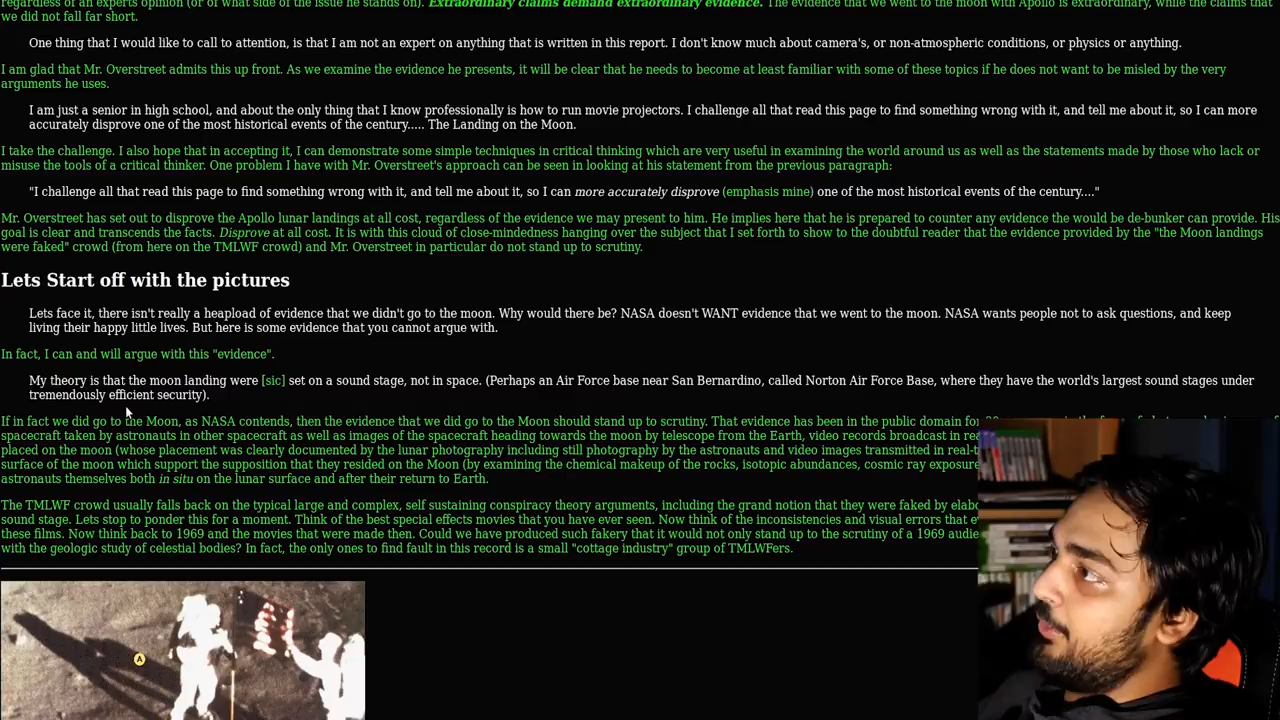 regardless of an experts opinion (or of what side of the issue he stands on). Extraordinary claims demand extraordinary evidence. The evidence that we went to the moon with Apollo is extraordinary, while the claims that
we did not fall far short.
One thing that I would like to call to attention, is that I am not an expert on anything that is written in this report. I don't know much about camera's, or non-atmospheric conditions, or physics or anything.
I am glad that Mr. Overstreet admits this up front. As we examine the evidence he presents, it will be clear that he needs to become at least familiar with some of these topics if he does not want to be misled by the very
arguments he uses.
I am just a senior in high school, and about the only thing that I know professionally is how to run movie projectors. I challenge all that read this page to find something wrong with it, and tell me about it, so I can more
accurately disprove one of the most historical events of the century..... The Landing on the Moon.
I take the challenge. I also hope that in accepting it, I can demonstrate some simple techniques in critical thinking which are very useful in examining the world around us as well as the statements made by those who lack or
misuse the tools of a critical thinker. One problem I have with Mr. Overstreet's approach can be seen in looking at his statement from the previous paragraph:
"I challenge all that read this page to find something wrong with it, and tell me about it, so I can more accurately disprove (emphasis mine) one of the most historical events of the century...."
Mr. Overstreet has set out to disprove the Apollo lunar landings at all cost, regardless of the evidence we may present to him. He implies here that he is prepared to counter any evidence the would be de-bunker can provide. His
goal is clear and transcends the facts. Disprove at all cost. It is with this cloud of close-mindedness hanging over the subject that I set forth to show to the doubtful reader that the evidence provided by the "the Moon landings
were faked" crowd (from here on the TMLWF crowd) and Mr. Overstreet in particular do not stand up to scrutiny.
Lets Start off with the pictures
Lets face it, there isn't really a heapload of evidence that we didn't go to the moon. Why would there be? NASA doesn't WANT evidence that we went to the moon. NASA wants people not to ask questions, and keep
living their happy little lives. But here is some evidence that you cannot argue with.
In fact, I can and will argue with this "evidence".
My theory is that the moon landing were [sic] set on a sound stage, not in space. (Perhaps an Air Force base near San Bernardino, called Norton Air Force Base, where they have the world's largest sound stages under
tremendously efficient security).
If in fact we did go to the Moon, as NASA contends, then the evidence that we did go to the Moon should stand up to scrutiny. That evidence has been in the public domain for
spacecraft taken by astronauts in other spacecraft as well as images of the spacecraft heading towards the moon by telescope from the Earth, video records broadcast in
placed on the moon (whose placement was clearly documented by the lunar photography including still photography by the astronauts and video images transmitted in
surface of the moon which support the supposition that they resided on the Moon (by examining the chemical makeup of the rocks, isotopic abundances, cosmic ray exposure
astronauts themselves both in situ on the lunar surface and after their return to Earth.
The TMLWF crowd usually falls back on the typical large and complex, self sustaining conspiracy theory arguments, including the grand notion that they were faked by
sound stage. Lets stop to ponder this for a moment. Think of the best special effects movies that you have ever seen. Now think of the inconsistencies and visual errors that
these films. Now think back to 1969 and the movies that were made then. Could we have produced such fakery that it would not only stand up to the scrutiny of a 1969
with the geologic study of celestial bodies? In fact, the only ones to find fault in this record is a small "cottage industry" group of TMLWFers.
A